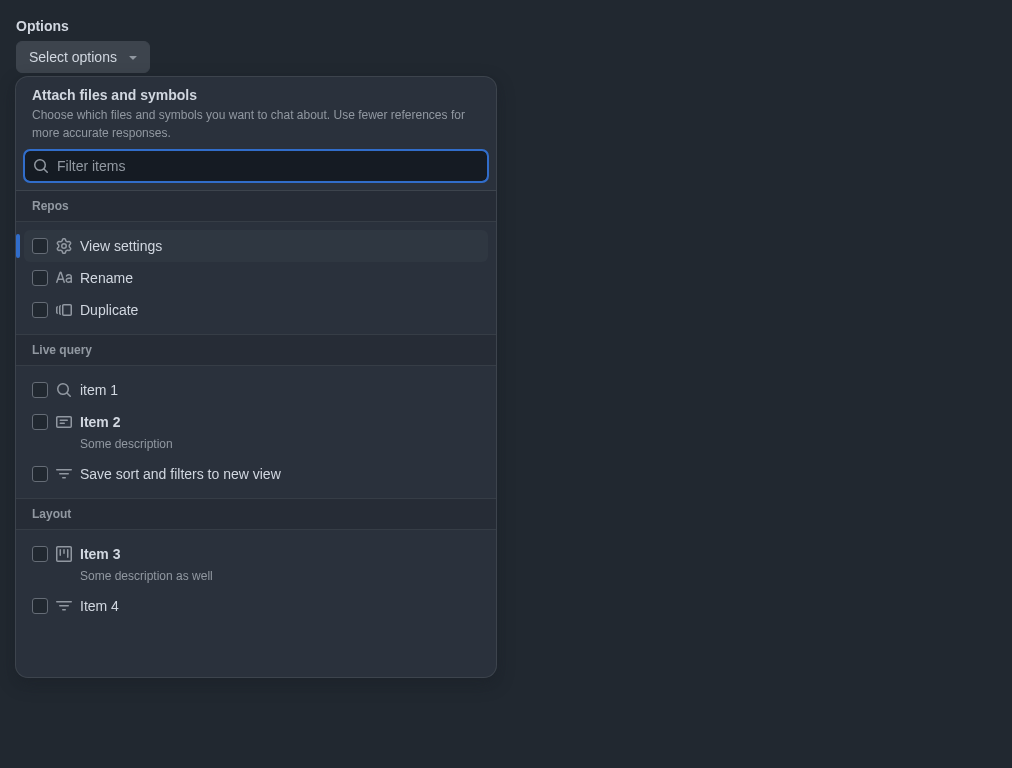 Options
Select options
Attach files and symbols
Choose which files and symbols you want to chat about. Use fewer references for
more accurate responses.
Filter items
Repos
View settings
Rename
Duplicate
Live query
item 1
Item 2
Some description
Save sort and filters to new view
Layout
Item 3
Some description as well
Item 4